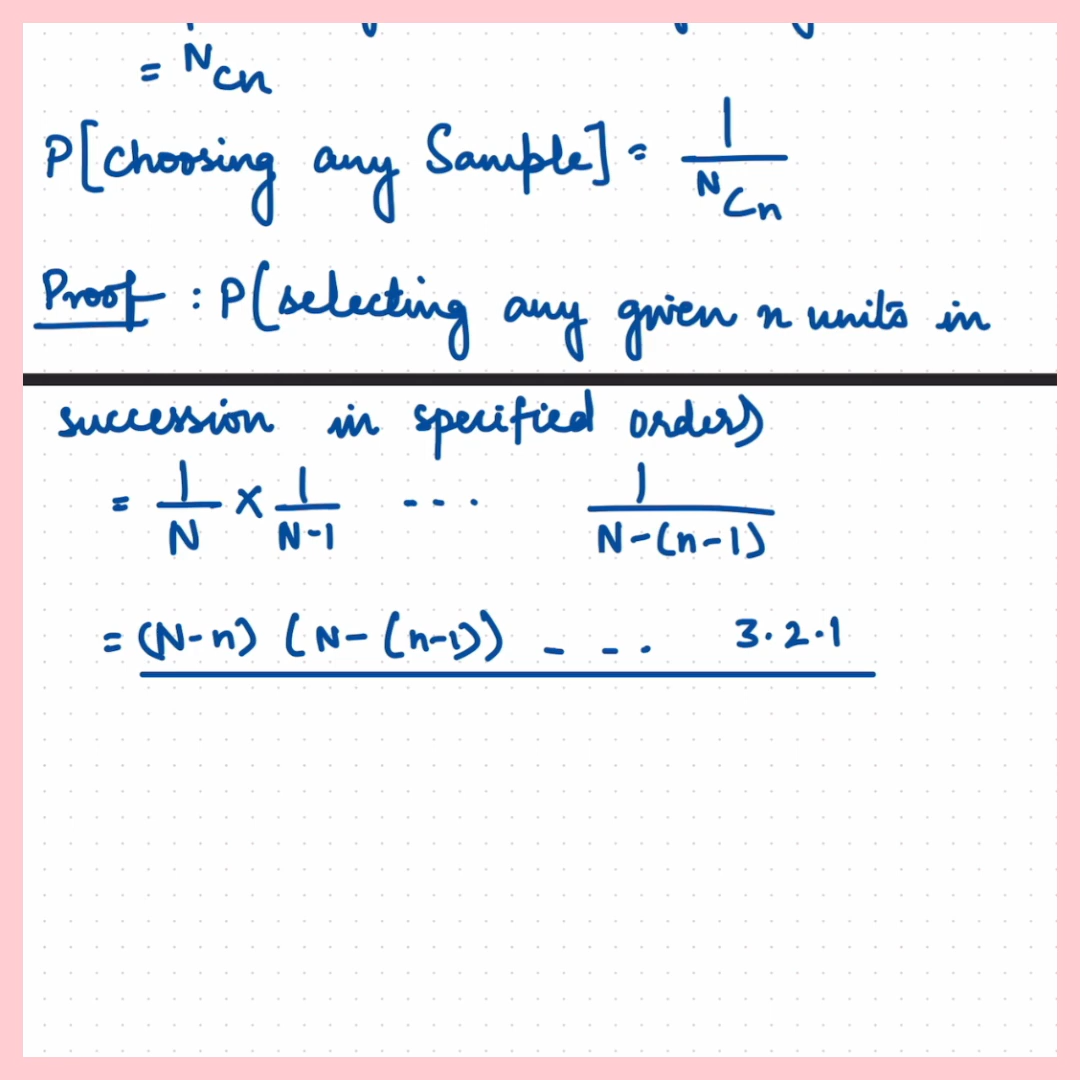 = ᴺCn
P[choosing any Sample] = 1/ᴺCn
Proof : P(selecting any given n units in
succession in specified order)
= 1/N × 1/N-1 ... 1/N-(n-1)
= (N-n) (N-(n-1)) - - .. 3.2.1